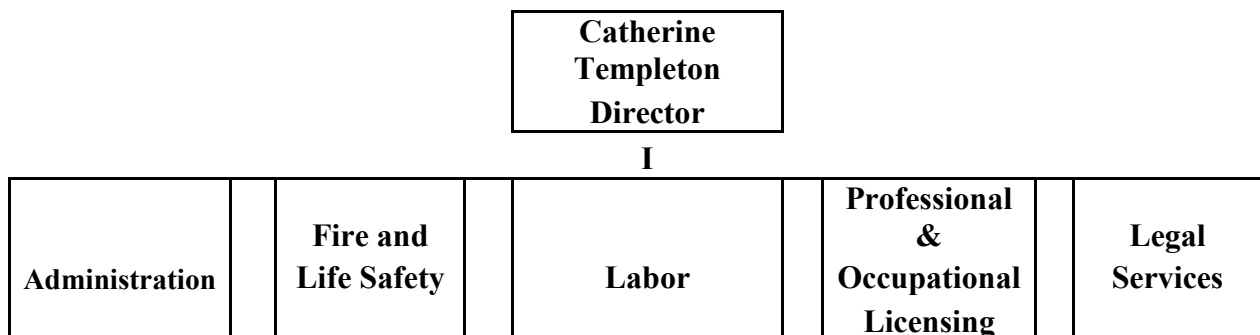 Catherine
Templeton
Director
I
Administration
Fire and
Life Safety
Labor
Professional
&
Occupational
Licensing
Legal
Services